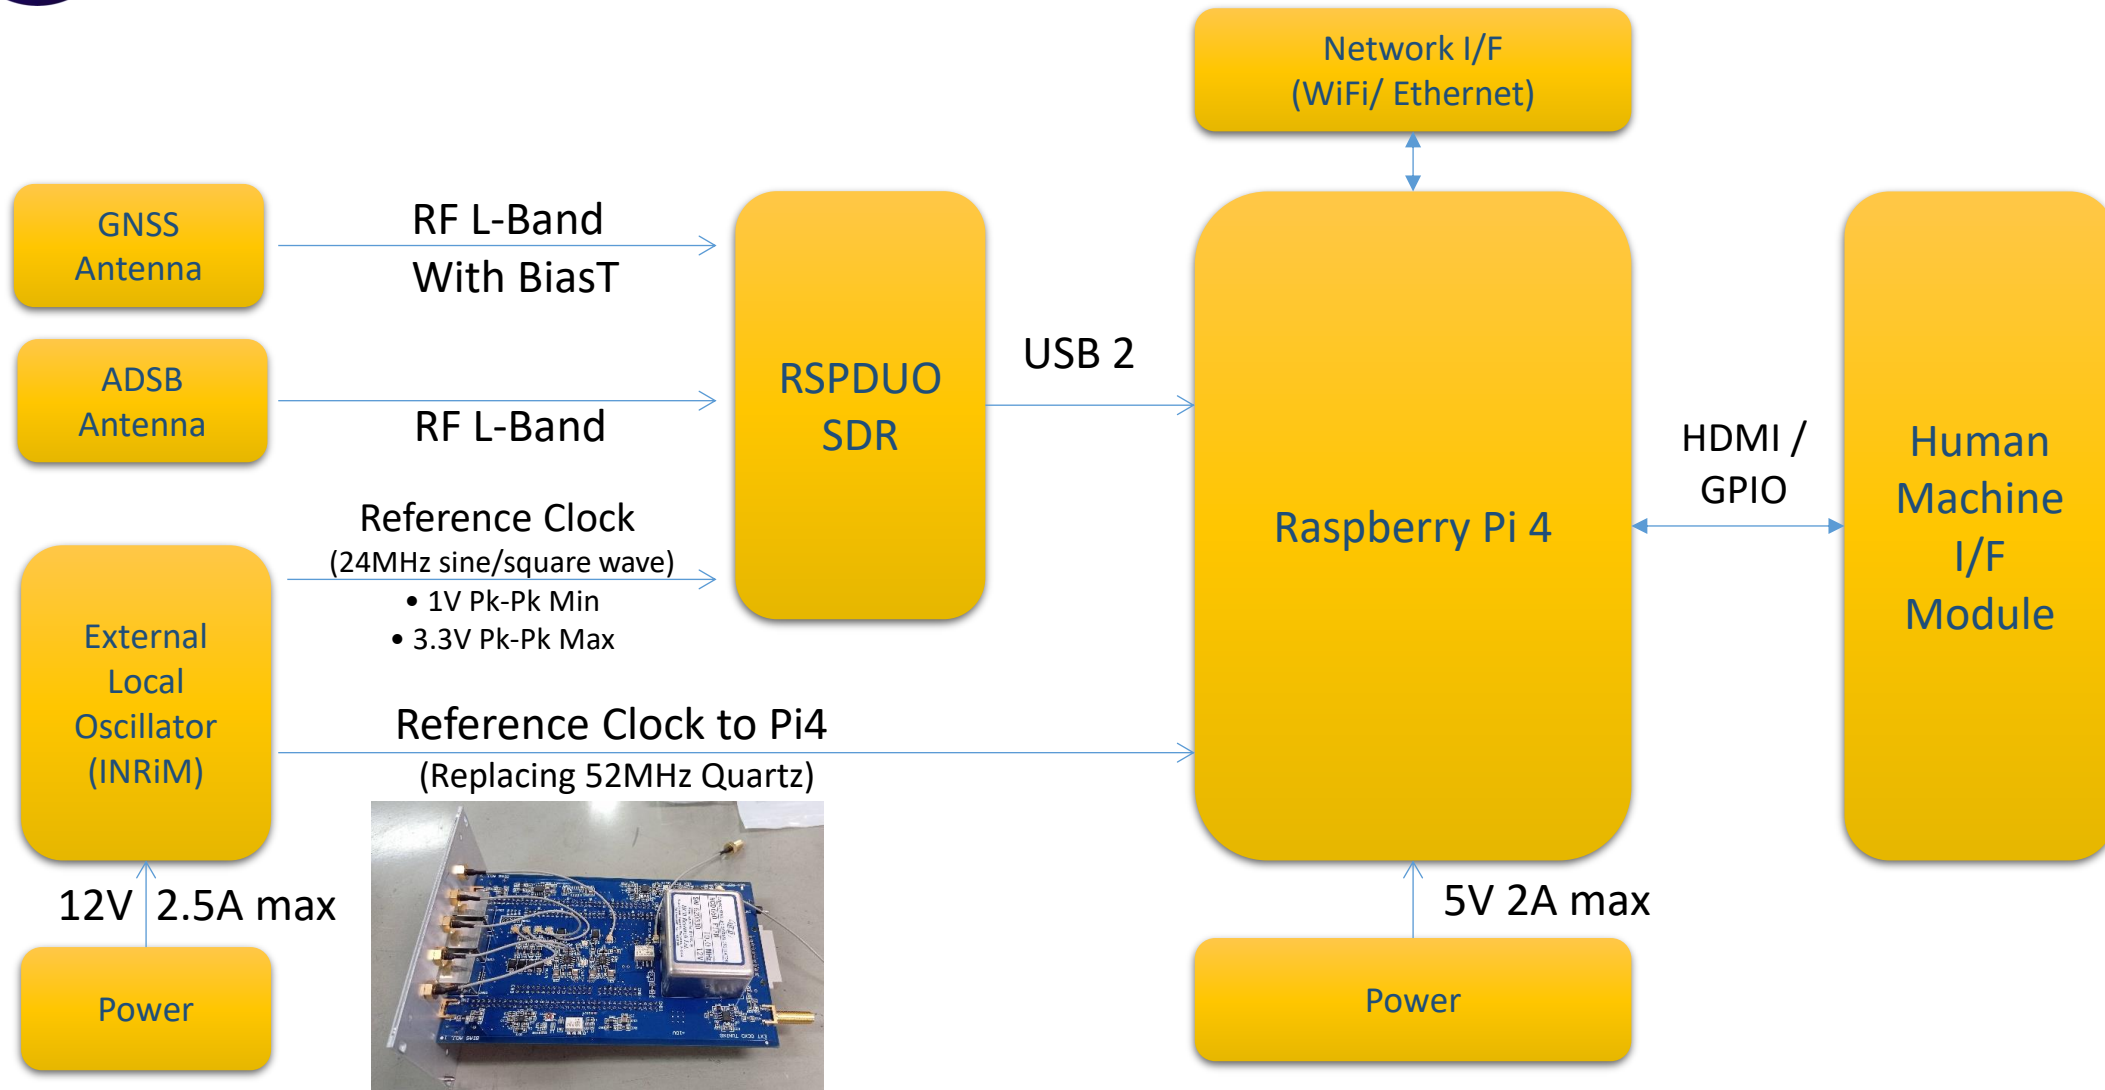 Network I/F
(WiFi/ Ethernet)
GNSS
Antenna
RF L-Band
With BiasT
ADSB
Antenna
RF L-Band
RSPDUO
SDR
USB 2
Raspberry Pi 4
HDMI /
GPIO
Human
Machine
I/F
Module
Reference Clock
(24MHz sine/square wave)
• 1V Pk-Pk Min
• 3.3V Pk-Pk Max
External
Local
Oscillator
(INRiM)
Reference Clock to Pi4
(Replacing 52MHz Quartz)
12V 2.5A max
Power
5V 2A max
Power